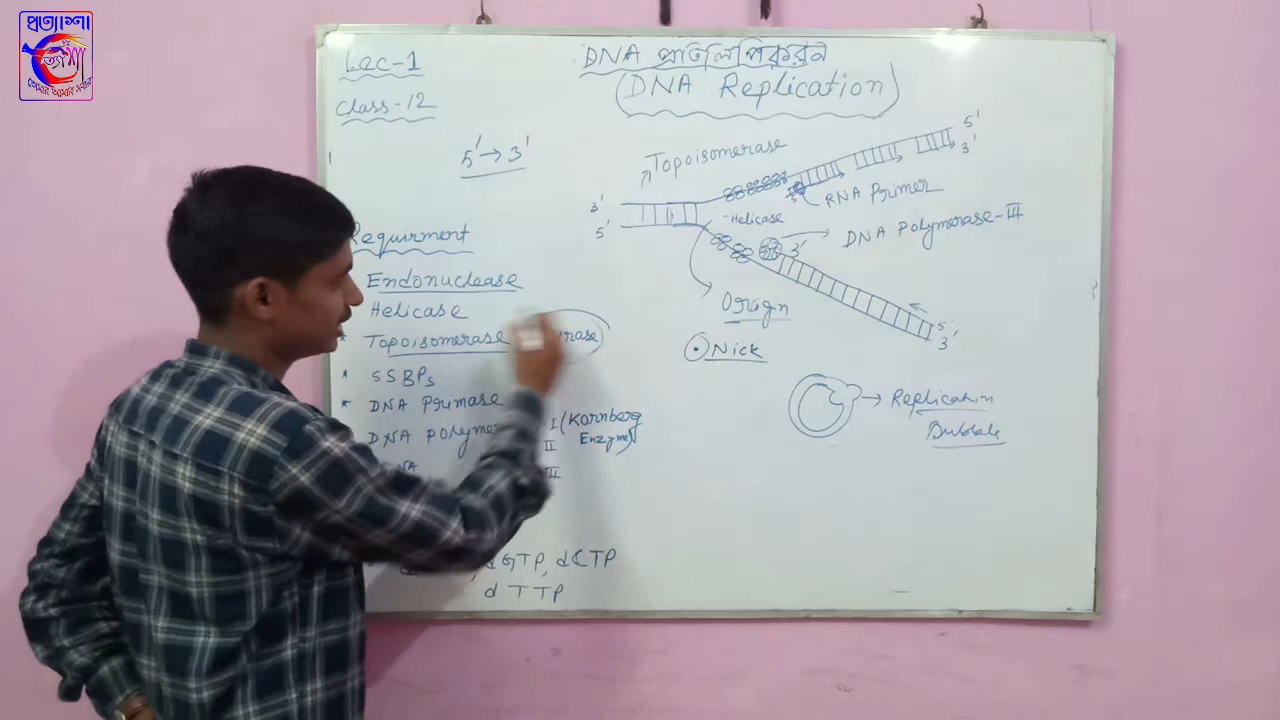 প্রত্যাশা
Lec-1
Class-12
DNA প্রতিলিপিকরন
(DNA Replication)
5' → 3'
Topoisomerase
5'
3'
RNA Primer
3'
5'
Helicase
DNA Polymerase-III
3'
Origin
5'
3'
Nick
Replication
Bubble
Requirment
Endonuclease
Helicase
* Topoisomerase
* SSBPs
* DNA Primase
I (Kornberg
Enzyme)
II
III
dGTP, dCTP
dTTP